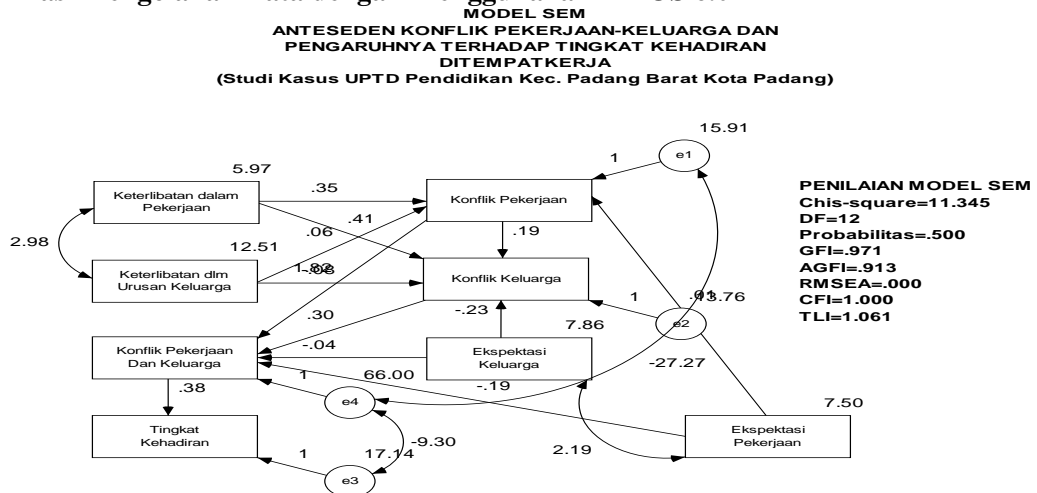 MODEL SEM
ANTESEDEN KONFLIK PEKERJAAN-KELUARGA DAN
PENGARUHNYA TERHADAP TINGKAT KEHADIRAN
DITEMPATKERJA
(Studi Kasus UPTD Pendidikan Kec. Padang Barat Kota Padang)
15.91
e1
1
5.97
Keterlibatan dalam
Pekerjaan
.35
Konflik Pekerjaan
PENILAIAN MODEL SEM
Chis-square=11.345
DF=12
Probabilitas=.500
GFI=.971
AGFI=.913
RMSEA=.000
CFI=1.000
TLI=1.061
.41
.06
.19
2.98
12.51
Keterlibatan dlm
Urusan Keluarga
Konflik Keluarga
1
13.76
e2
.30
-.23
7.86
Konflik Pekerjaan
Dan Keluarga
-.04
Ekspektasi
Keluarga
-27.27
1
66.00
-.19
.38
e4
7.50
Tingkat
Kehadiran
Ekspektasi
Pekerjaan
-9.30
2.19
1
17.14
e3